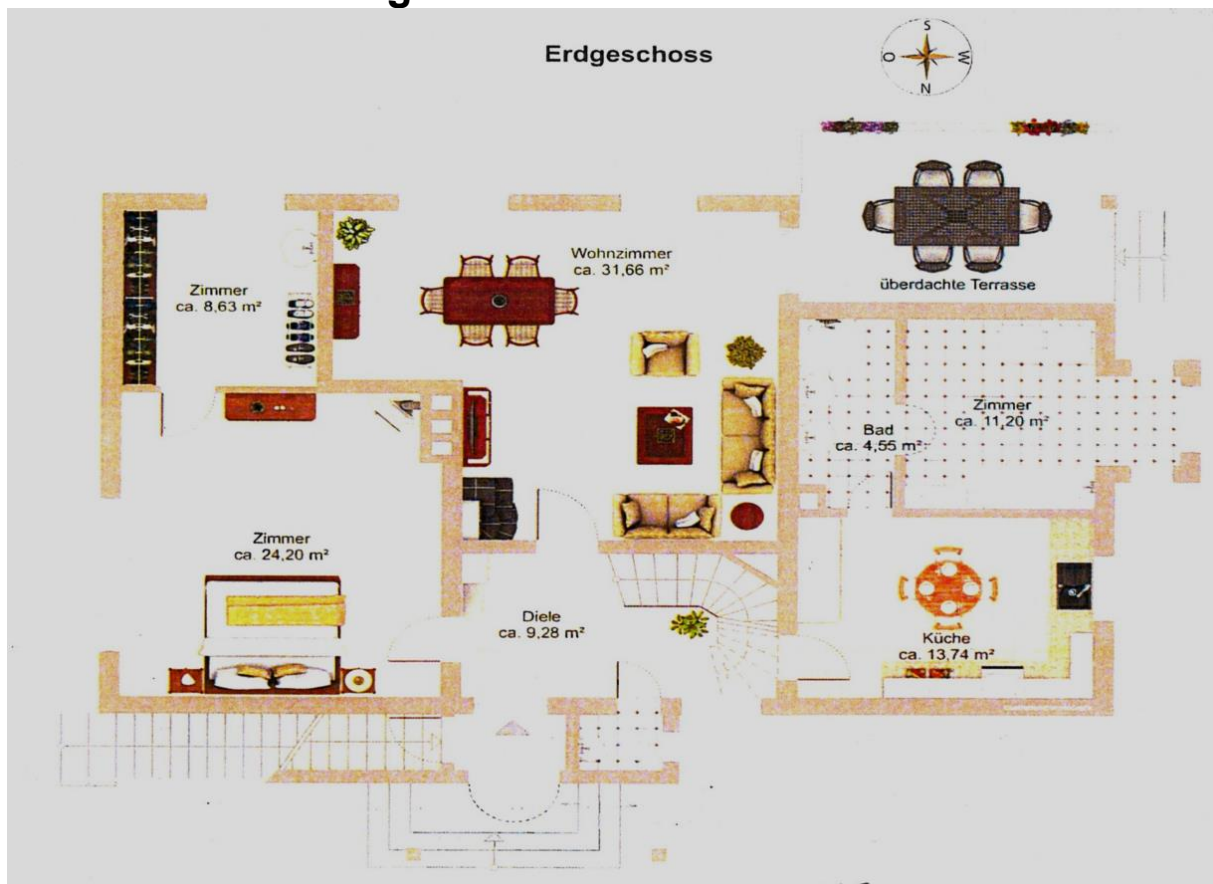 Erdgeschoss
S
O
W
N
Wohnzimmer
ca. 31,66 m²
Zimmer
ca. 8,63 m²
überdachte Terrasse
Zimmer
ca. 11,20 m²
Bad
ca. 4,55 m²
Zimmer
ca. 24,20 m²
Diele
ca. 9,28 m²
Küche
ca. 13,74 m²